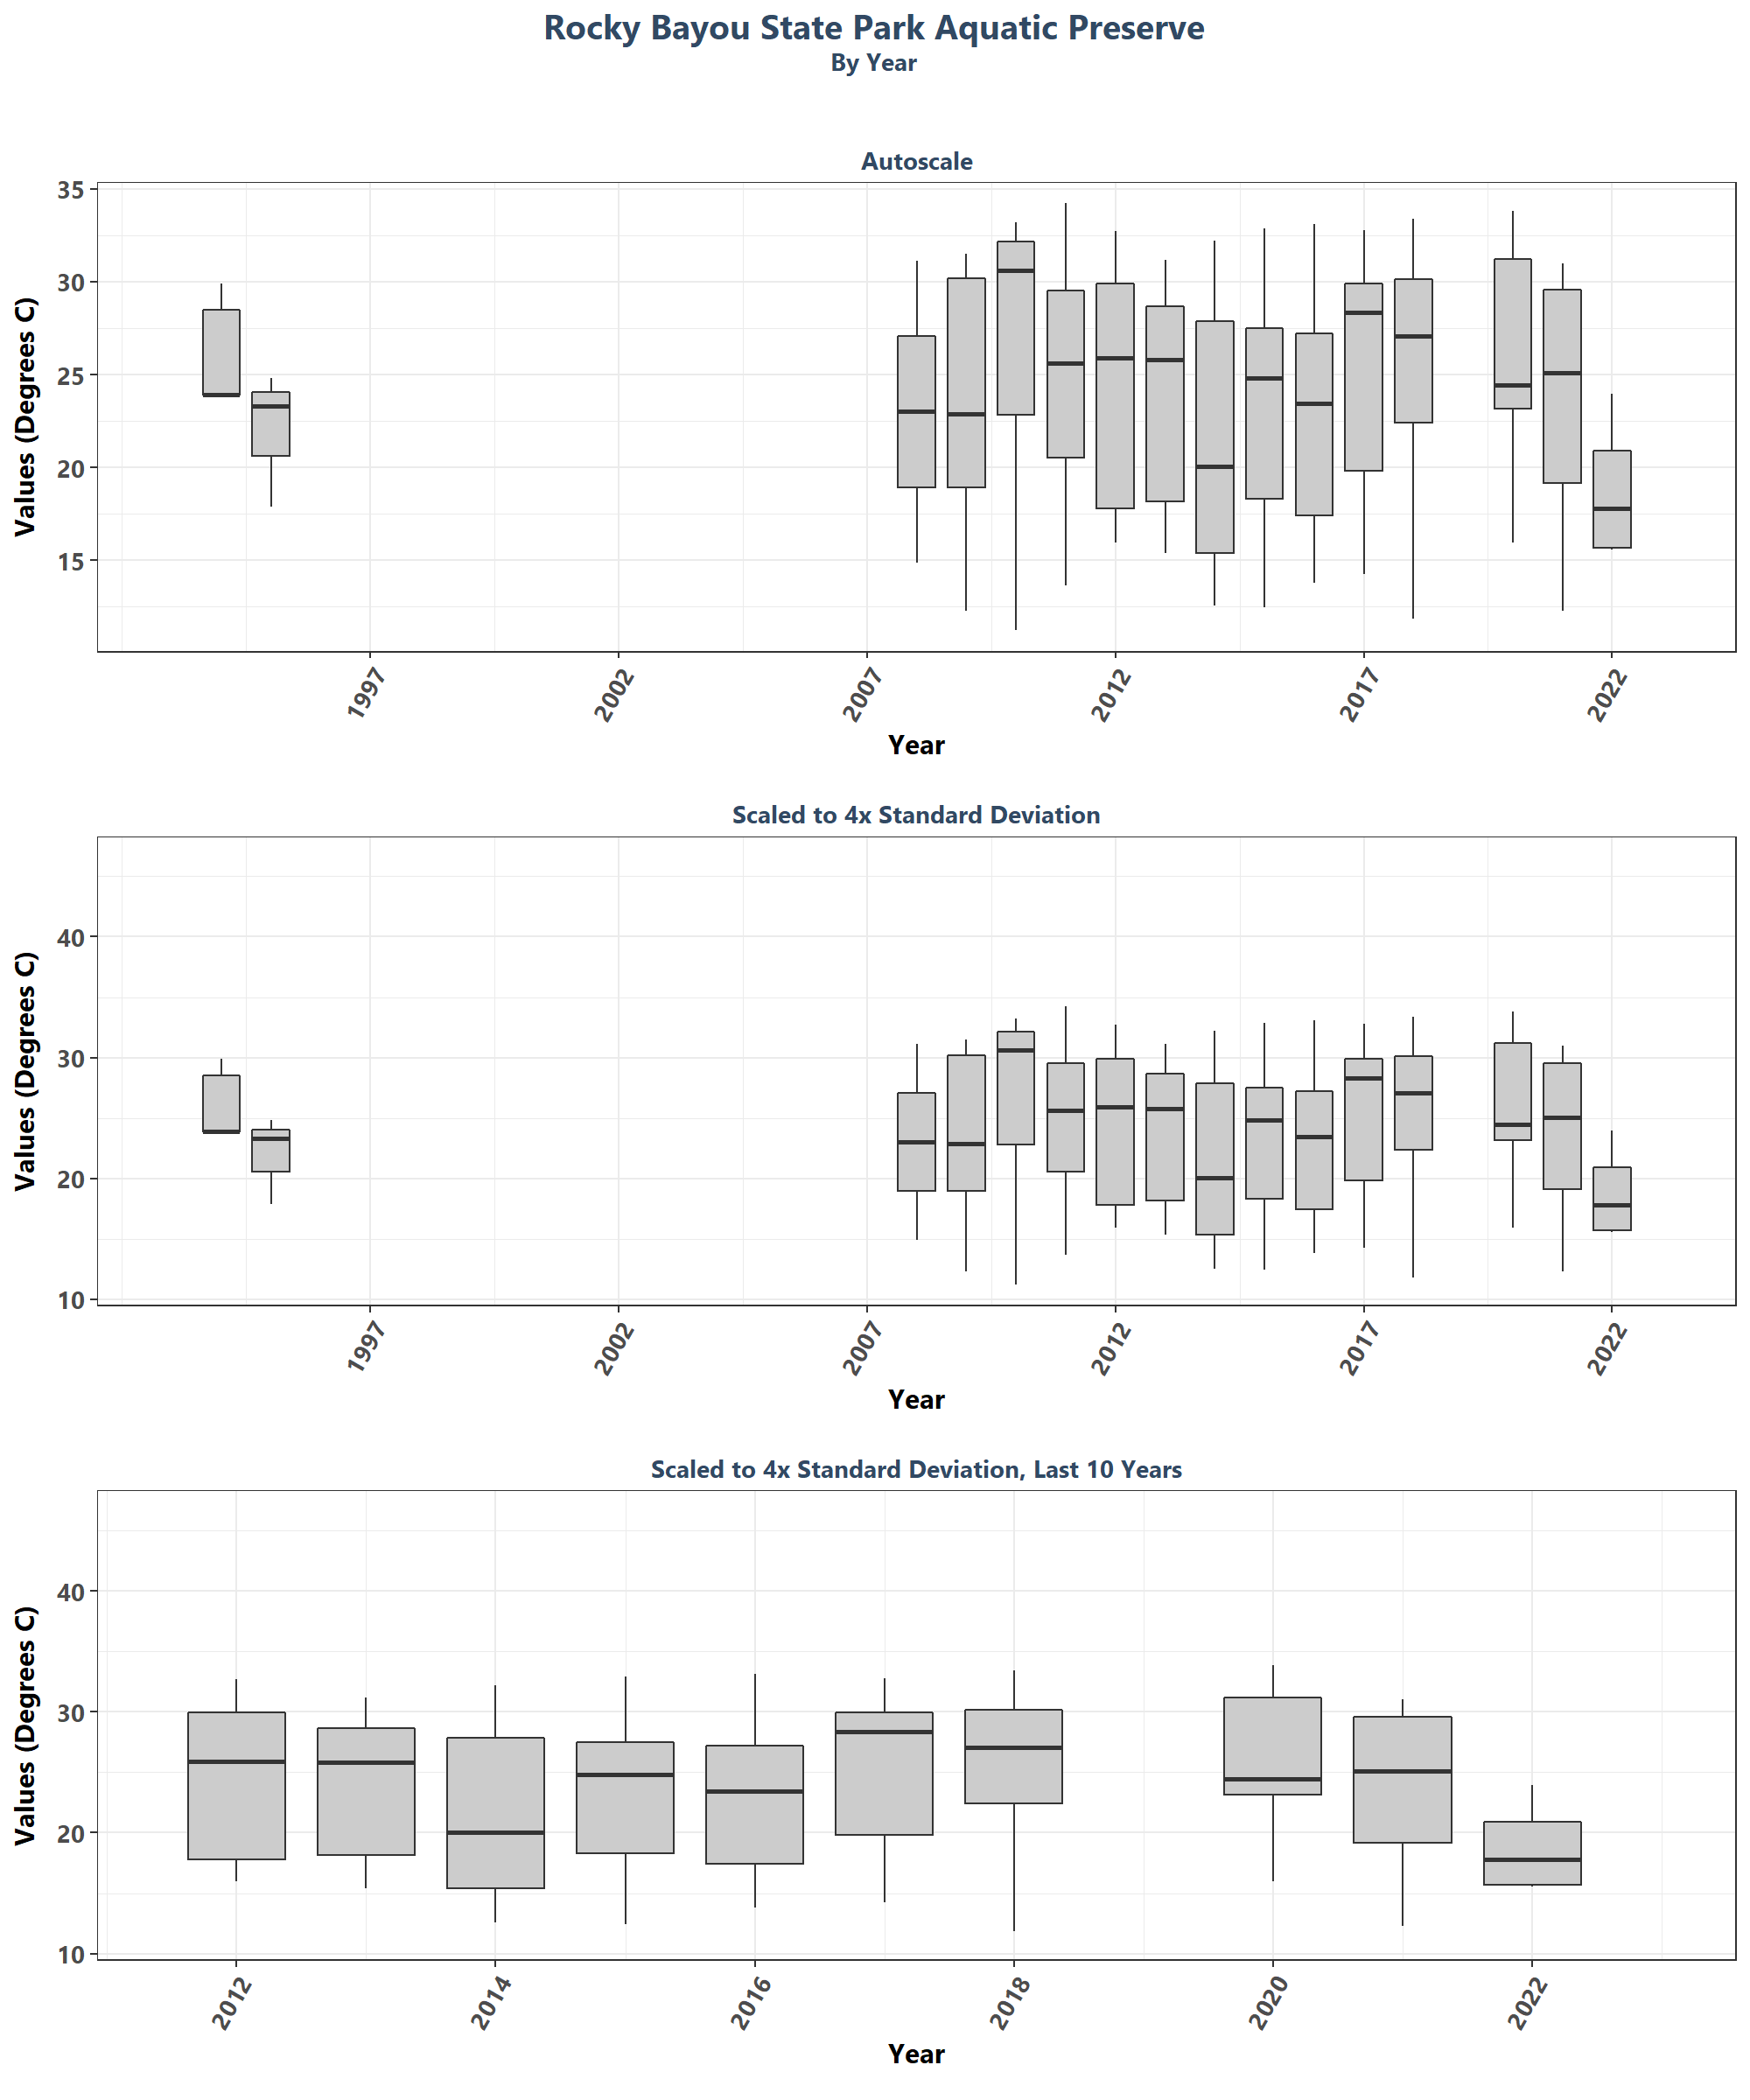 Rocky Bayou State Park Aquatic Preserve
By Year
Autoscale
Values (Degrees C)
35
30
25
20
15
1997
2002
2007
2012
2017
2022
Year
Scaled to 4x Standard Deviation
Values (Degrees C)
40
30
20
10
1997
2002
2007
2012
2017
2022
Year
Scaled to 4x Standard Deviation, Last 10 Years
Values (Degrees C)
40
30
20
10
2012
2014
2016
2018
2020
2022
Year